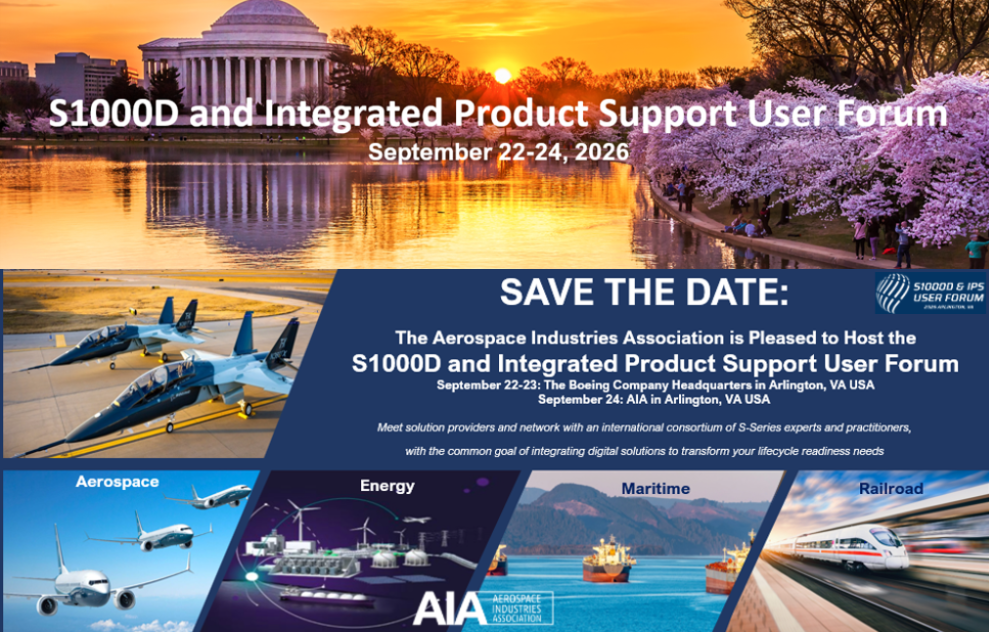 S1000D and Integrated Product Support User Forum
September 22-24, 2026
SAVE THE DATE:
S1000D & IPS
USER FORUM
ARLINGTON, VA
The Aerospace Industries Association is Pleased to Host the
S1000D and Integrated Product Support User Forum
September 22-23: The Boeing Company Headquarters in Arlington, VA USA
September 24: AIA in Arlington, VA USA
Meet solution providers and network with an international consortium of S-Series experts and practitioners,
with the common goal of integrating digital solutions to transform your lifecycle readiness needs
Aerospace
Energy
Maritime
Railroad
AIA
AEROSPACE
INDUSTRIES
ASSOCIATION